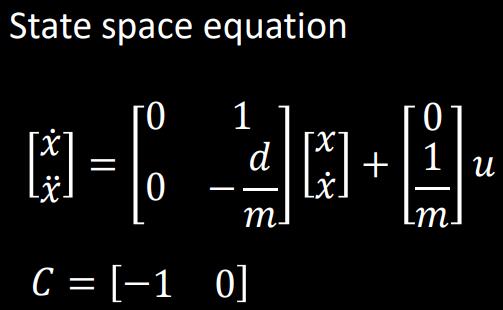 State space equation
[ẋ ẍ] = [0 1 0 −d/m] [x ẋ] + [0 1/m] u
C = [−1 0]